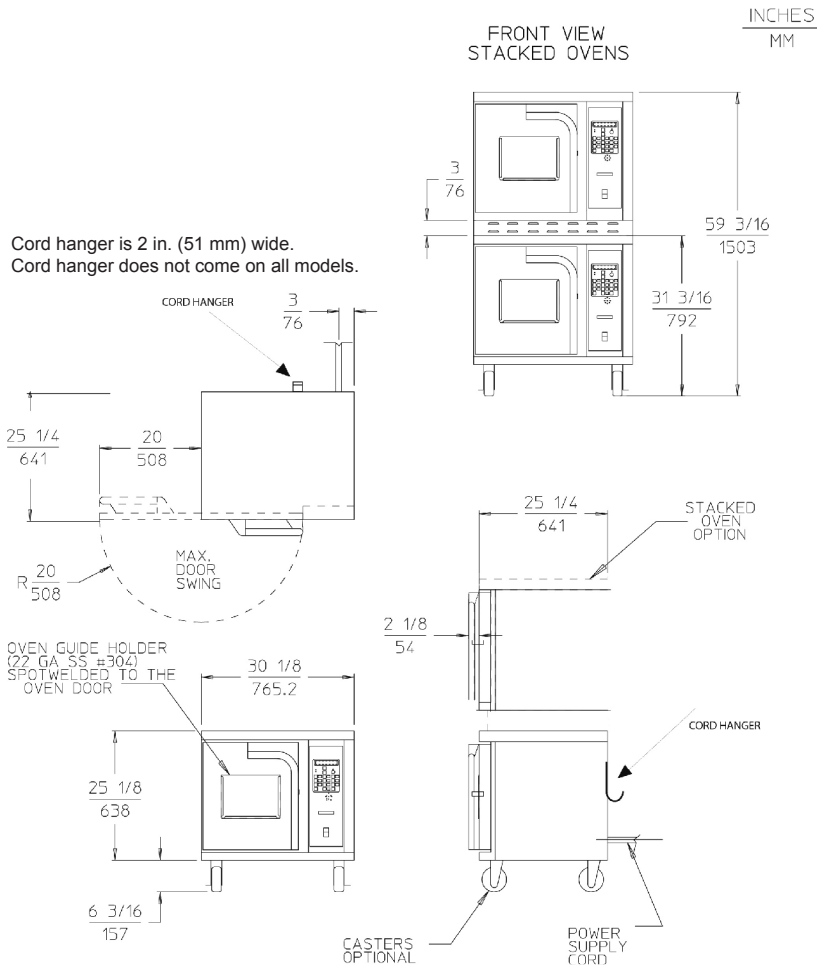 INCHES
MM
FRONT VIEW
STACKED OVENS
3
76
59 3/16
1503
31 3/16
792
Cord hanger is 2 in. (51 mm) wide.
Cord hanger does not come on all models.
CORD HANGER
3
76
25 1/4
641
20
508
MAX.
DOOR
SWING
R 20
508
25 1/4
641
STACKED
OVEN
OPTION
2 1/8
54
OVEN GUIDE HOLDER
(22 GA SS #304)
SPOTWELDED TO THE
OVEN DOOR
30 1/8
765.2
CORD HANGER
25 1/8
638
6 3/16
157
CASTERS
OPTIONAL
POWER
SUPPLY
CORD